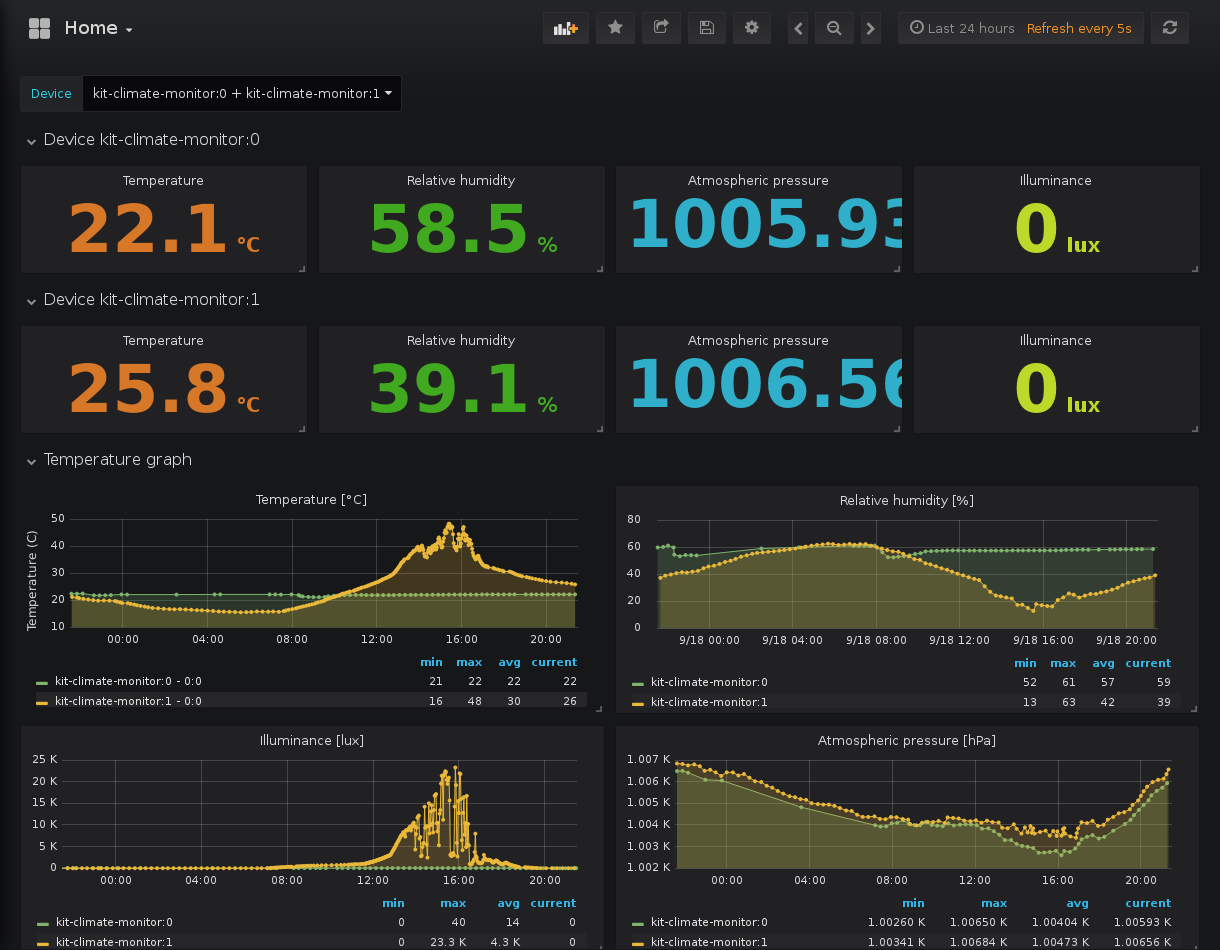 Home
Last 24 hours Refresh every 5s
Device kit-climate-monitor:0 + kit-climate-monitor:1
Device kit-climate-monitor:0
Temperature Relative humidity Atmospheric pressure Illuminance
22.1 °C 58.5 % 1005.93 0 lux
Device kit-climate-monitor:1
Temperature Relative humidity Atmospheric pressure Illuminance
25.8 °C 39.1 % 1006.56 0 lux
Temperature graph
Temperature [°C]
Temperature (C)
50
40
30
20
10
00:00 04:00 08:00 12:00 16:00 20:00
min max avg current
kit-climate-monitor:0 - 0:0 21 22 22 22
kit-climate-monitor:1 - 0:0 16 48 30 26
Relative humidity [%]
80
60
40
20
0
9/18 00:00 9/18 04:00 9/18 08:00 9/18 12:00 9/18 16:00 9/18 20:00
min max avg current
kit-climate-monitor:0 52 61 57 59
kit-climate-monitor:1 13 63 42 39
Illuminance [lux]
25 K
20 K
15 K
10 K
5 K
0
00:00 04:00 08:00 12:00 16:00 20:00
min max avg current
kit-climate-monitor:0 0 40 14 0
kit-climate-monitor:1 0 23.3 K 4.3 K 0
Atmospheric pressure [hPa]
1.007 K
1.006 K
1.005 K
1.004 K
1.003 K
1.002 K
00:00 04:00 08:00 12:00 16:00 20:00
min max avg current
kit-climate-monitor:0 1.00260 K 1.00650 K 1.00404 K 1.00593 K
kit-climate-monitor:1 1.00341 K 1.00684 K 1.00473 K 1.00656 K